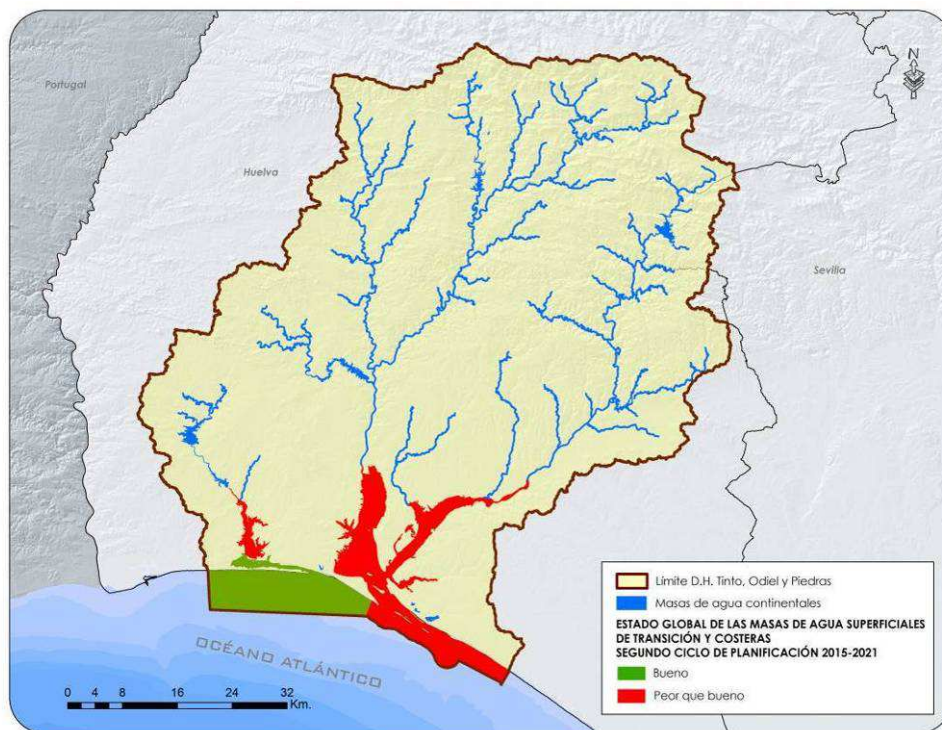 Portugal
N
Huelva
Sevilla
OCÉANO ATLÁNTICO
0 4 8 16 24 32
Km.
Límite D.H. Tinto, Odiel y Piedras
Masas de agua continentales
ESTADO GLOBAL DE LAS MASAS DE AGUA SUPERFICIALES
DE TRANSICIÓN Y COSTERAS
SEGUNDO CICLO DE PLANIFICACIÓN 2015-2021
Bueno
Peor que bueno